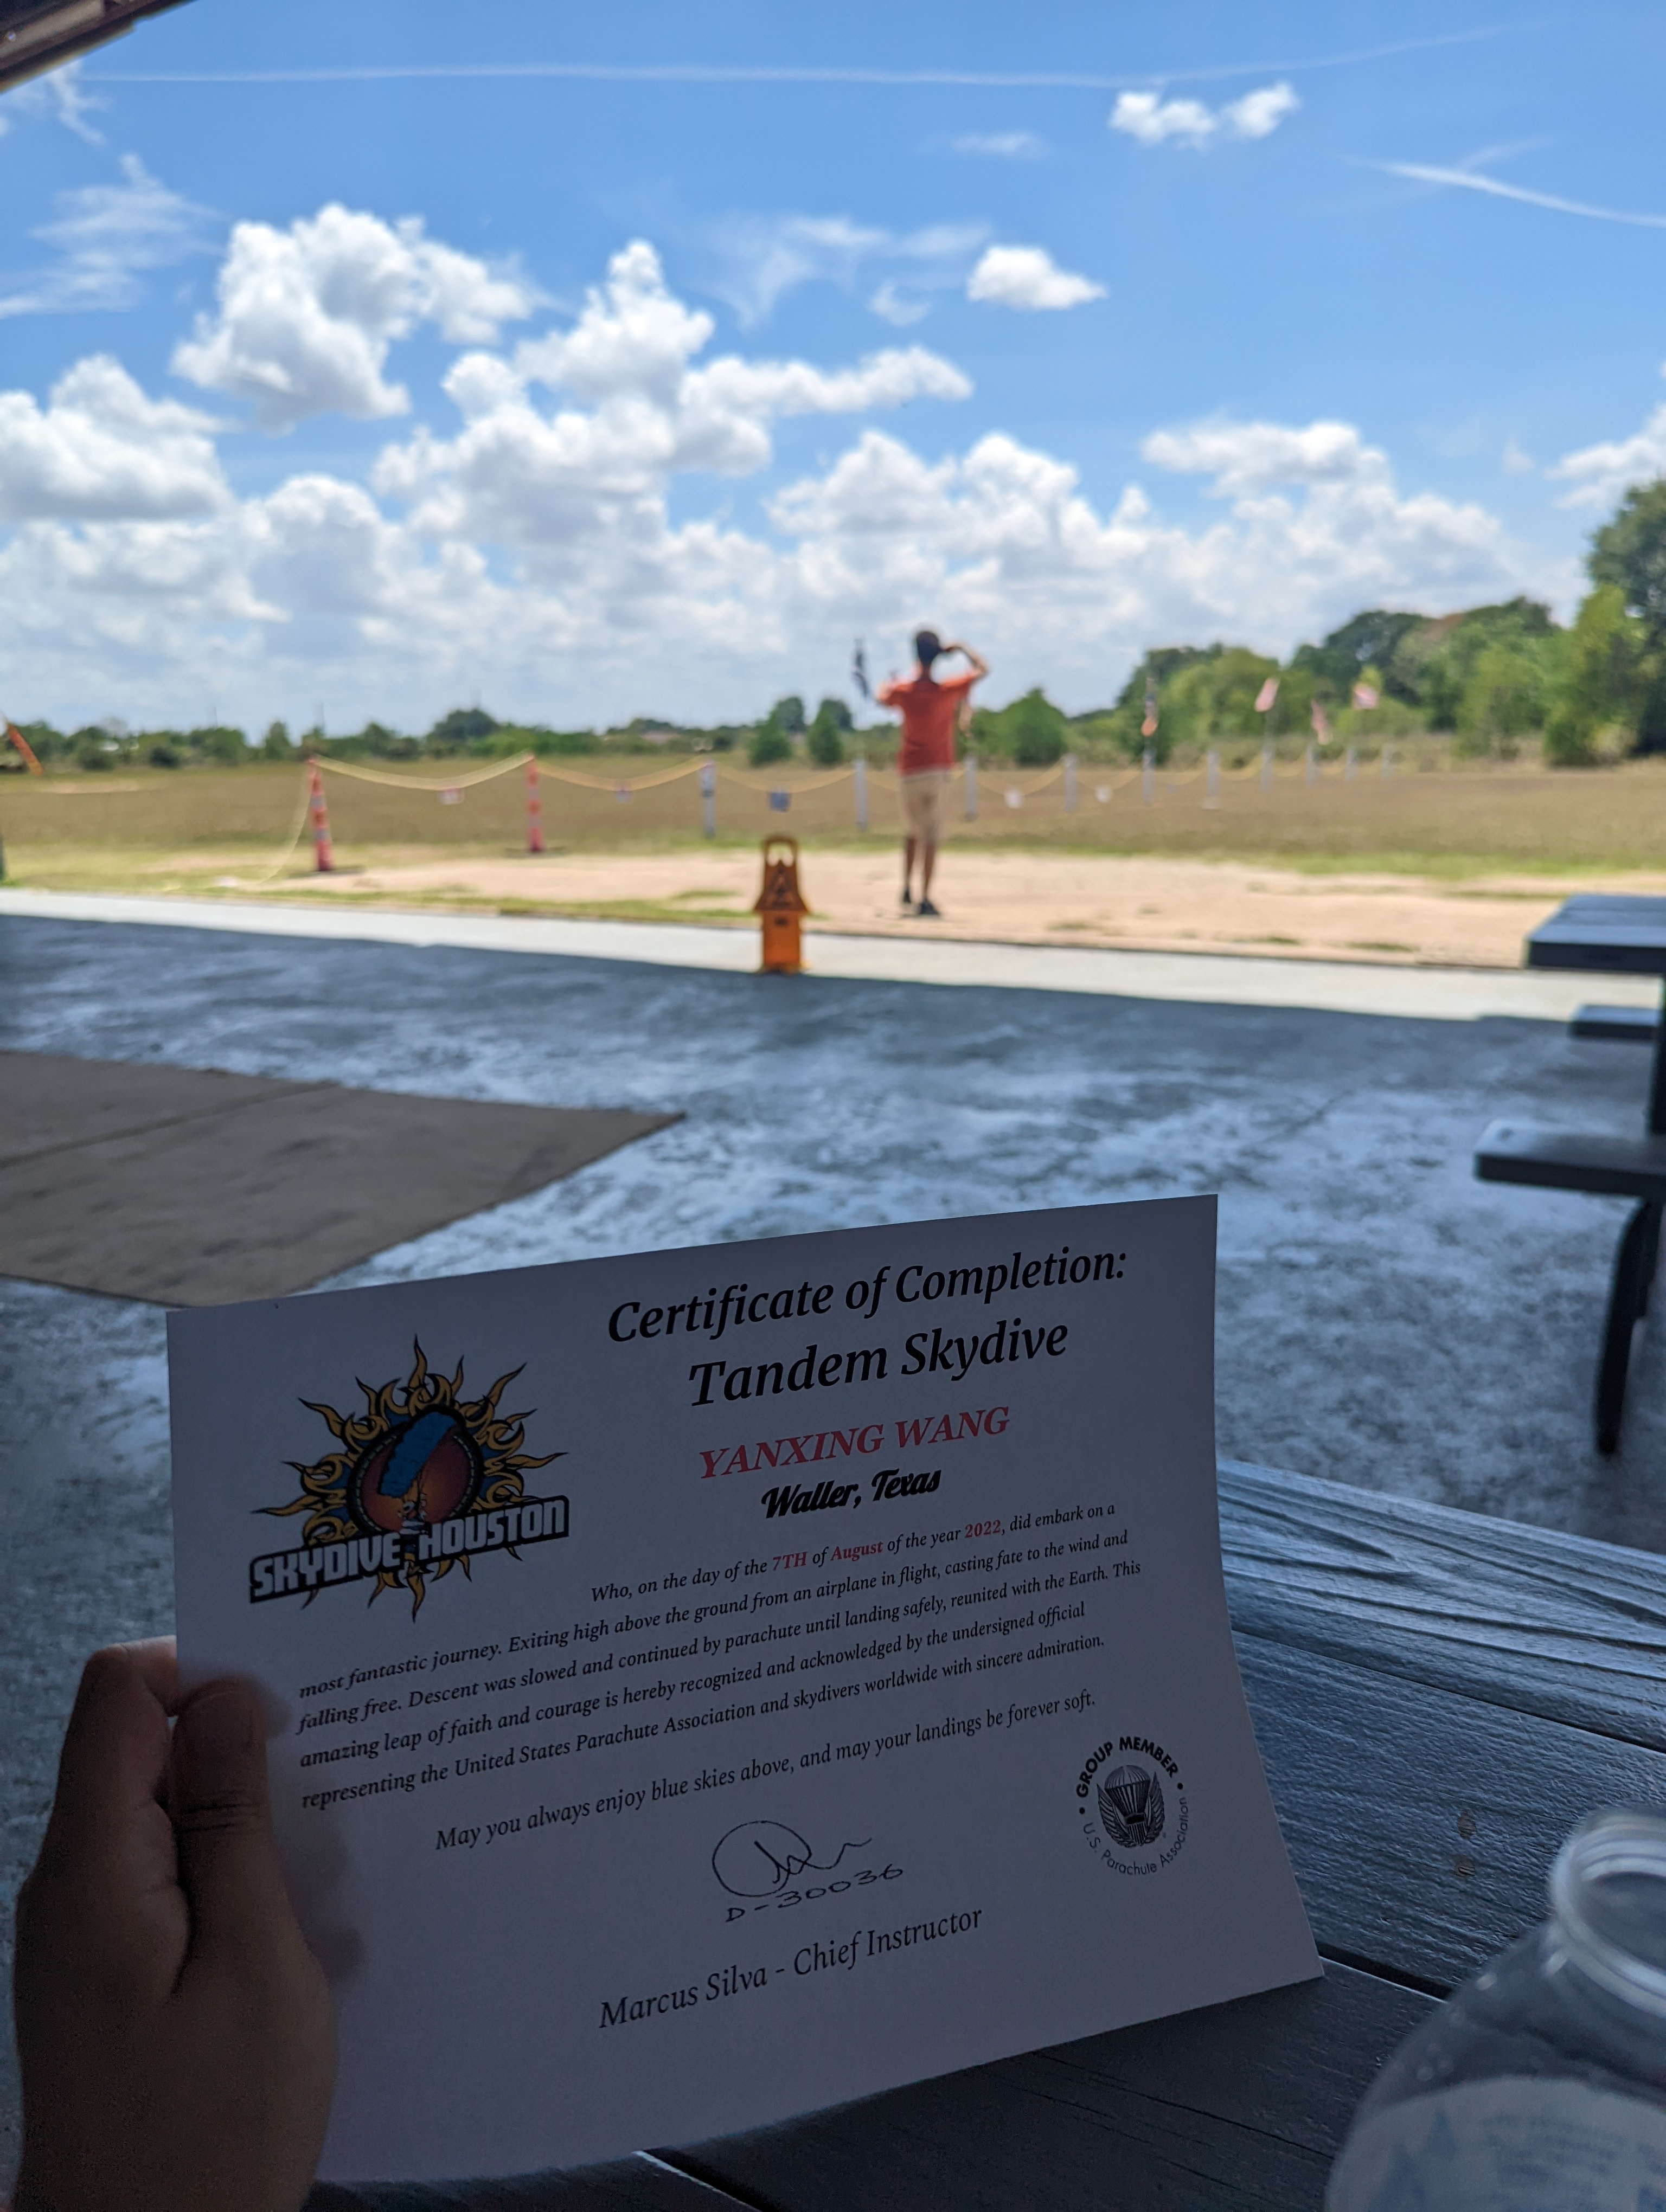 Certificate of Completion:
Tandem Skydive
YANXING WANG
Waller, Texas
SKYDIVE HOUSTON
Who, on the day of the 7TH of August of the year 2022, did embark on a
most fantastic journey. Exiting high above the ground from an airplane in flight, casting fate to the wind and
falling free. Descent was slowed and continued by parachute until landing safely, reunited with the Earth. This
amazing leap of faith and courage is hereby recognized and acknowledged by the undersigned official
representing the United States Parachute Association and skydivers worldwide with sincere admiration.
May you always enjoy blue skies above, and may your landings be forever soft.
D-30036
Marcus Silva - Chief Instructor
• GROUP MEMBER •
U.S. Parachute Association